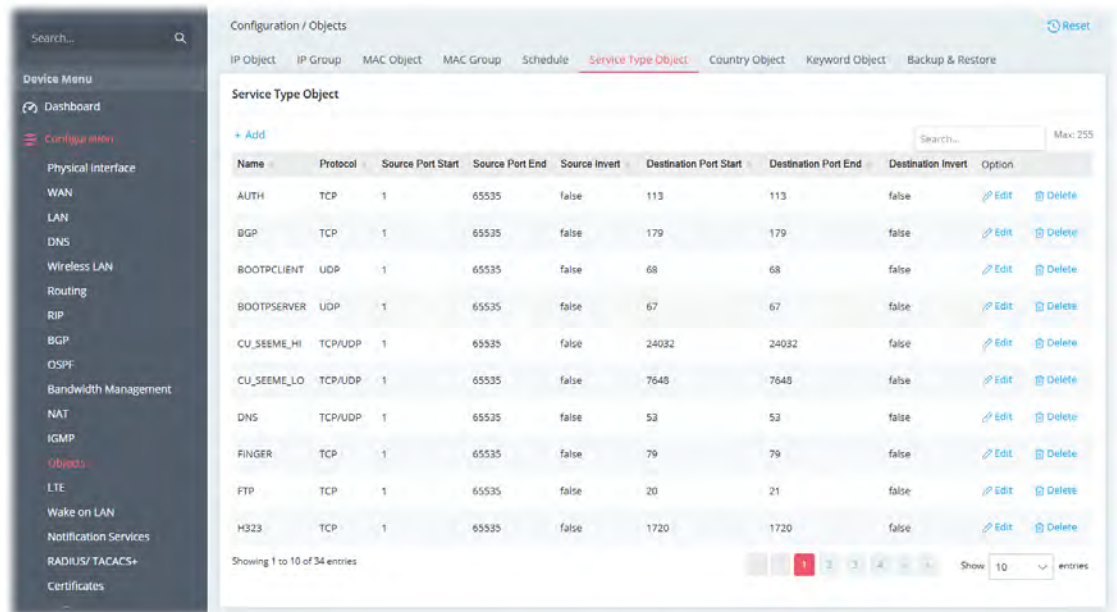 Search...
Device Menu
Dashboard
Configuration
Physical Interface
WAN
LAN
DNS
Wireless LAN
Routing
RIP
BGP
OSPF
Bandwidth Management
NAT
IGMP
Objects
LTE
Wake on LAN
Notification Services
RADIUS/ TACACS+
Certificates
Configuration / Objects Reset
IP Object IP Group MAC Object MAC Group Schedule Service Type Object Country Object Keyword Object Backup & Restore
Service Type Object
+ Add Search... Max: 255
Name Protocol Source Port Start Source Port End Source Invert Destination Port Start Destination Port End Destination Invert Option
AUTH TCP 1 65535 false 113 113 false Edit Delete
BGP TCP 1 65535 false 179 179 false Edit Delete
BOOTPCLIENT UDP 1 65535 false 68 68 false Edit Delete
BOOTPSERVER UDP 1 65535 false 67 67 false Edit Delete
CU_SEEME_HI TCP/UDP 1 65535 false 24032 24032 false Edit Delete
CU_SEEME_LO TCP/UDP 1 65535 false 7648 7648 false Edit Delete
DNS TCP/UDP 1 65535 false 53 53 false Edit Delete
FINGER TCP 1 65535 false 79 79 false Edit Delete
FTP TCP 1 65535 false 20 21 false Edit Delete
H323 TCP 1 65535 false 1720 1720 false Edit Delete
Showing 1 to 10 of 34 entries 1 2 3 4 Show 10 entries